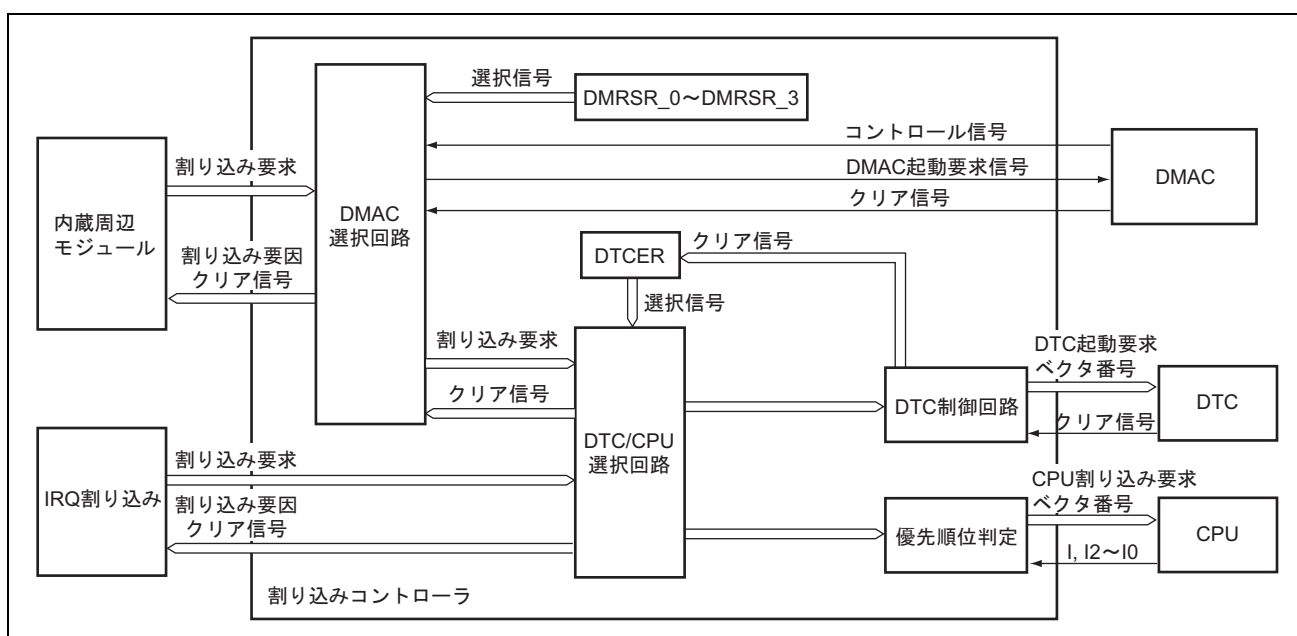 選択信号
DMRSR_0～DMRSR_3
コントロール信号
割り込み要求
DMAC起動要求信号
DMAC
内蔵周辺
モジュール
DMAC
選択回路
クリア信号
割り込み要因
クリア信号
DTCER
クリア信号
選択信号
割り込み要求
DTC起動要求
ベクタ番号
クリア信号
DTC制御回路
DTC
クリア信号
DTC/CPU
選択回路
割り込み要求
IRQ割り込み
割り込み要因
クリア信号
CPU割り込み要求
ベクタ番号
優先順位判定
CPU
I, I2～I0
割り込みコントローラ